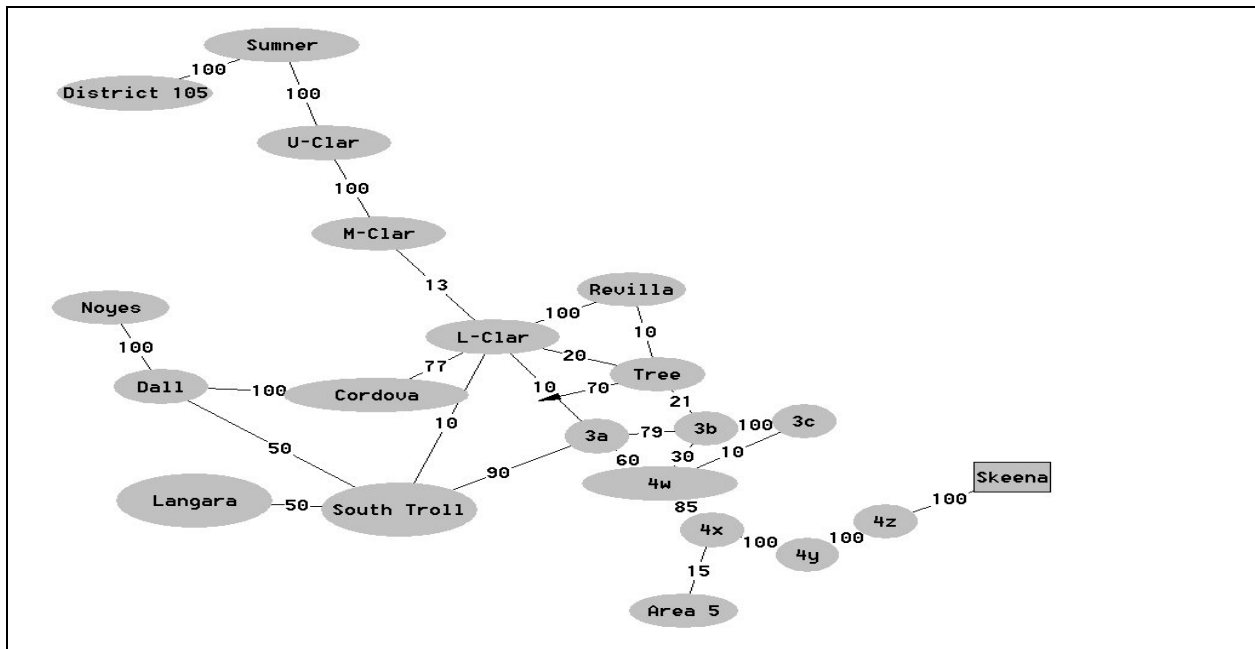 Sumner
100
District 105
100
U-Clar
100
M-Clar
13
Revilla
Noyes
100
10
L-Clar
100
20
77
Tree
Dall
100
Cordova
10
70
21
10
3a
79
3b
100
3c
50
60
30
10
90
4w
Skeena
Langara
50
South Troll
85
100
4z
4x
100
100
4y
15
Area 5